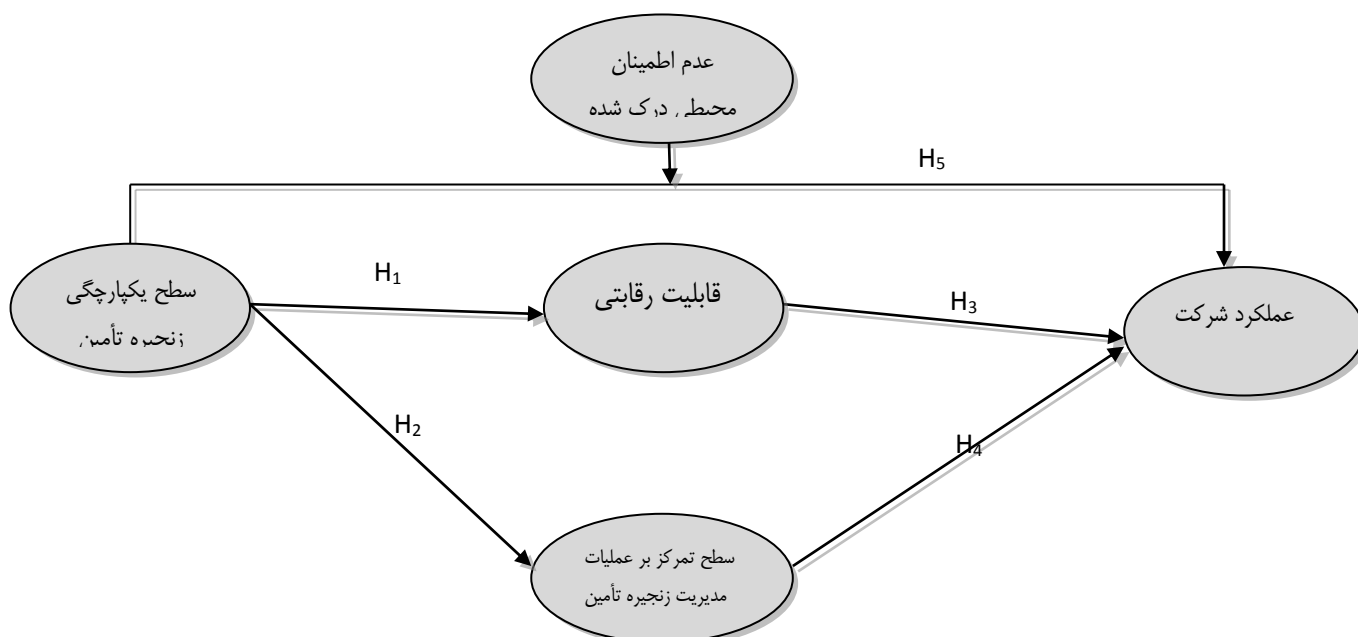 عدم اطمینان
محیطی درک شده
H₅
سطح یکپارچگی
زنجیره تأمین
H₁
قابلیت رقابتی
H₃
عملکرد شرکت
H₂
H₄
سطح تمرکز بر عملیات
مدیریت زنجیره تأمین